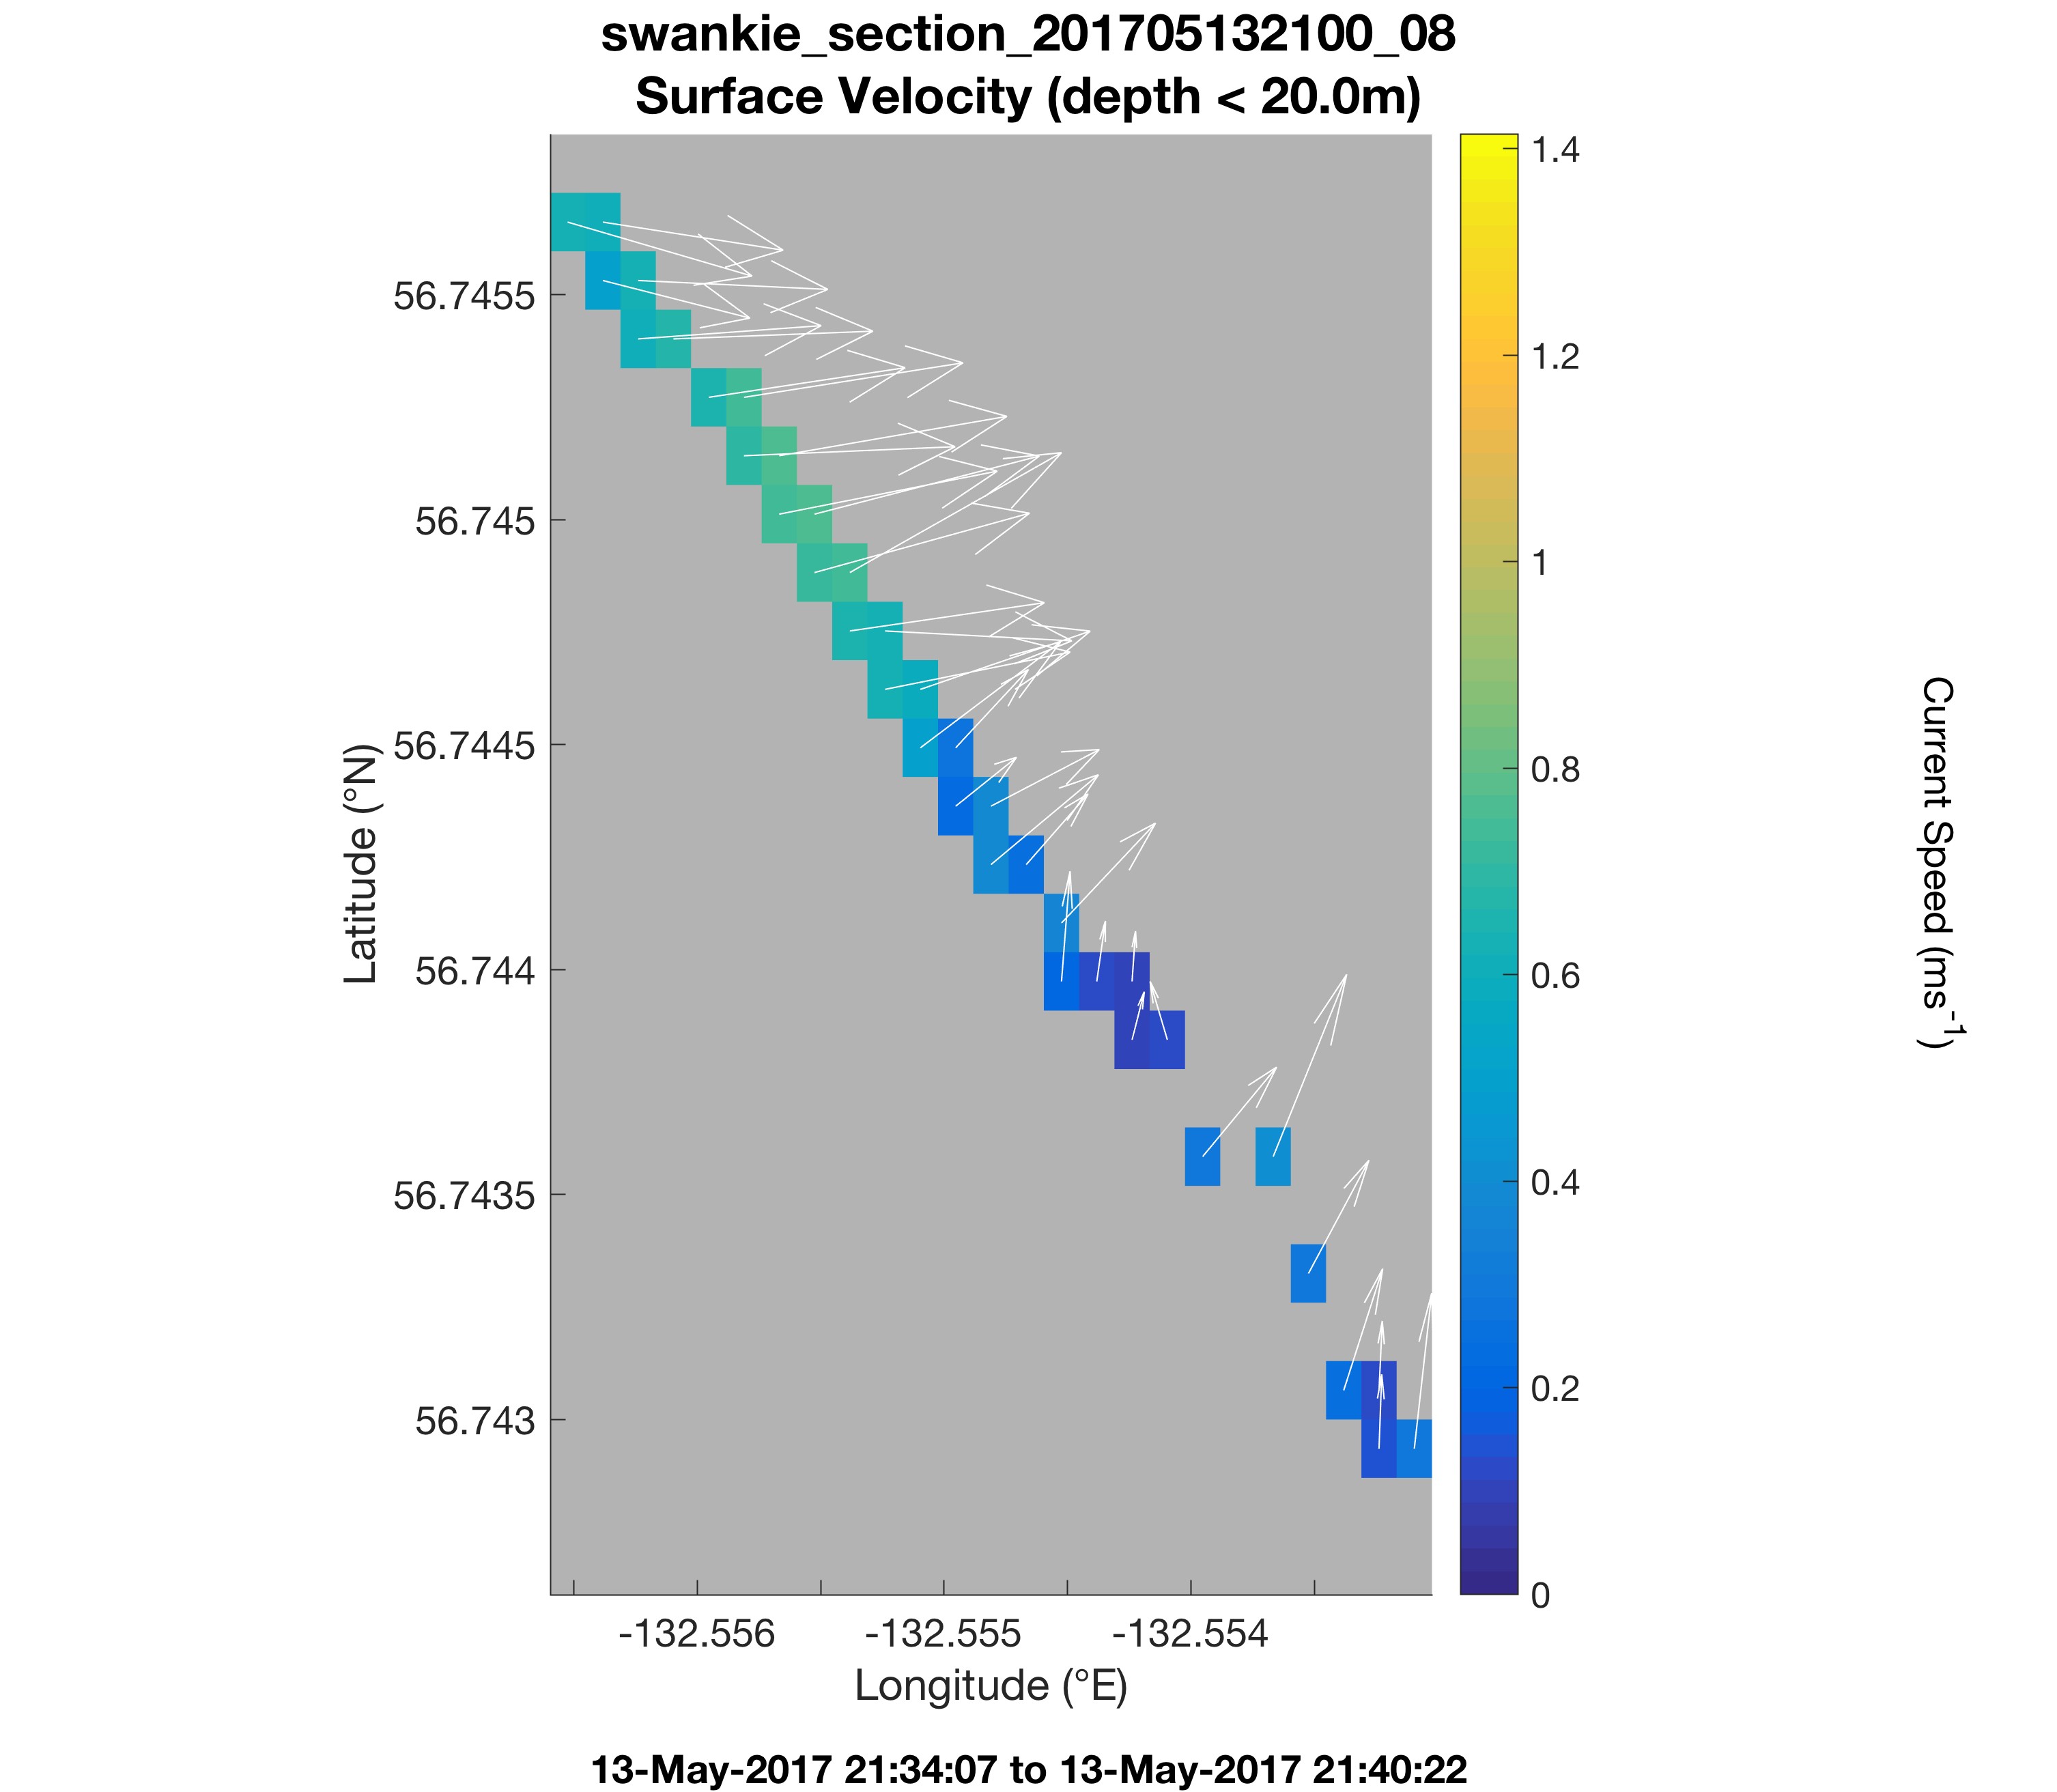 swankie_section_201705132100_08
Surface Velocity (depth < 20.0m)
56.7455
56.745
56.7445
56.744
56.7435
56.743
Latitude (°N)
-132.556
-132.555
-132.554
Longitude (°E)
1.4
1.2
1
0.8
0.6
0.4
0.2
0
Current Speed (ms⁻¹)
13-May-2017 21:34:07 to 13-May-2017 21:40:22